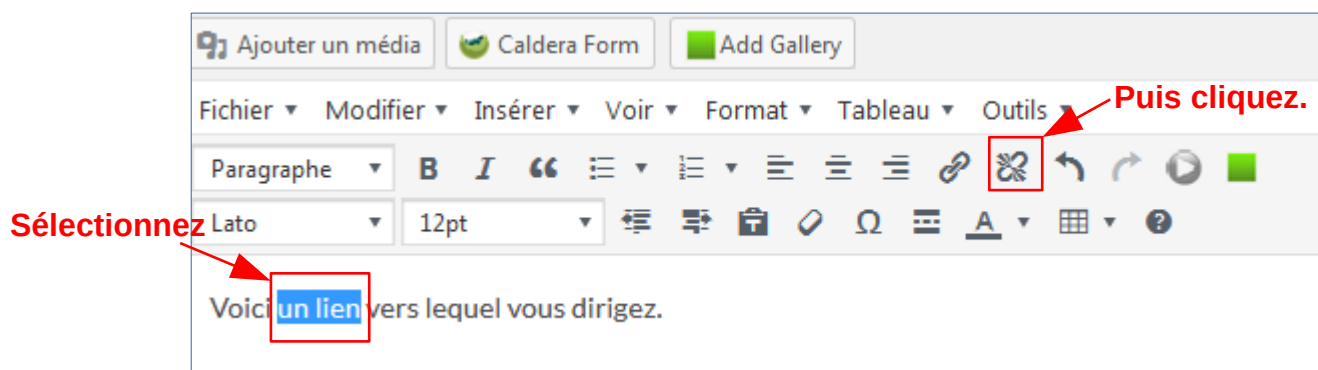 Ajouter un média Caldera Form Add Gallery
Fichier Modifier Insérer Voir Format Tableau Outils
Puis cliquez.
Paragraphe B I
Sélectionnez
Lato 12pt Ω A
Voici un lien vers lequel vous dirigez.